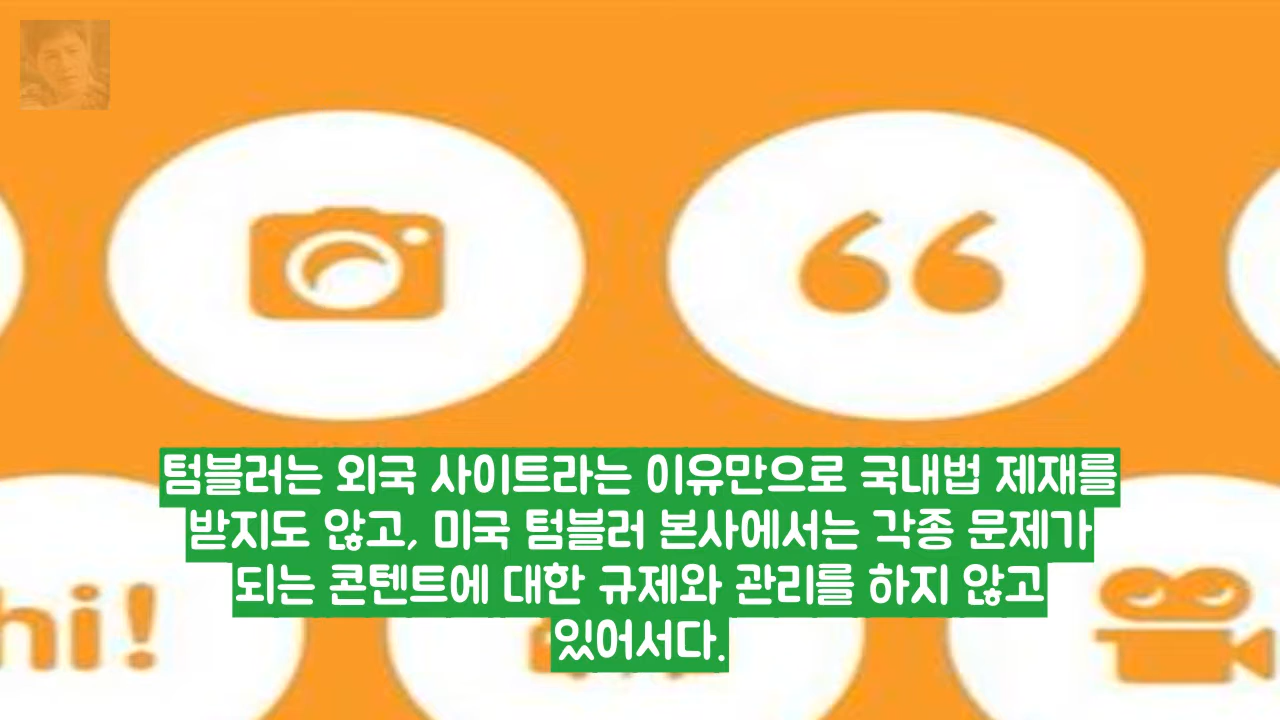 텀블러는 외국 사이트라는 이유만으로 국내법 제재를
받지도 않고, 미국 텀블러 본사에서는 각종 문제가
되는 콘텐트에 대한 규제와 관리를 하지 않고
있어서다.
hi!